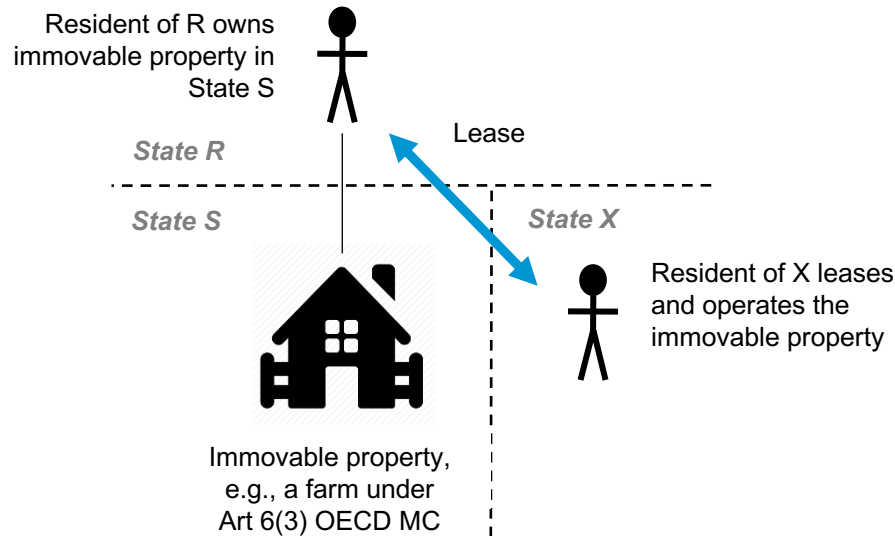 Resident of R owns
immovable property in
State S
Lease
State R
State S
State X
Resident of X leases
and operates the
immovable property
Immovable property,
e.g., a farm under
Art 6(3) OECD MC